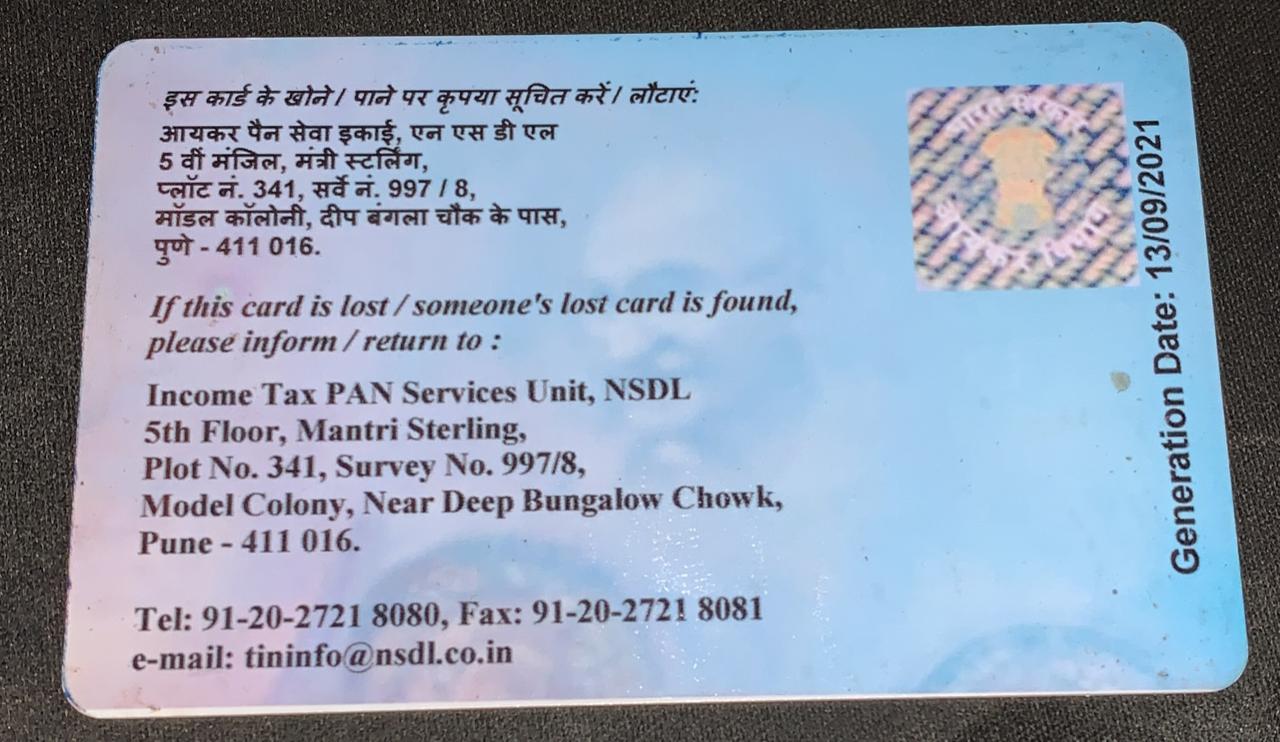 इस कार्ड के खोने / पाने पर कृपया सूचित करें / लौटाएं:
आयकर पैन सेवा इकाई, एन एस डी एल
5 वीं मंजिल, मंत्री स्टर्लिंग,
प्लॉट नं. 341, सर्वे नं. 997 / 8,
मॉडल कॉलोनी, दीप बंगला चौक के पास,
पुणे - 411 016.
If this card is lost / someone's lost card is found,
please inform / return to :
Income Tax PAN Services Unit, NSDL
5th Floor, Mantri Sterling,
Plot No. 341, Survey No. 997/8,
Model Colony, Near Deep Bungalow Chowk,
Pune - 411 016.
Tel: 91-20-2721 8080, Fax: 91-20-2721 8081
e-mail: tininfo@nsdl.co.in
भारत सरकार
आयकर विभाग
Generation Date: 13/09/2021